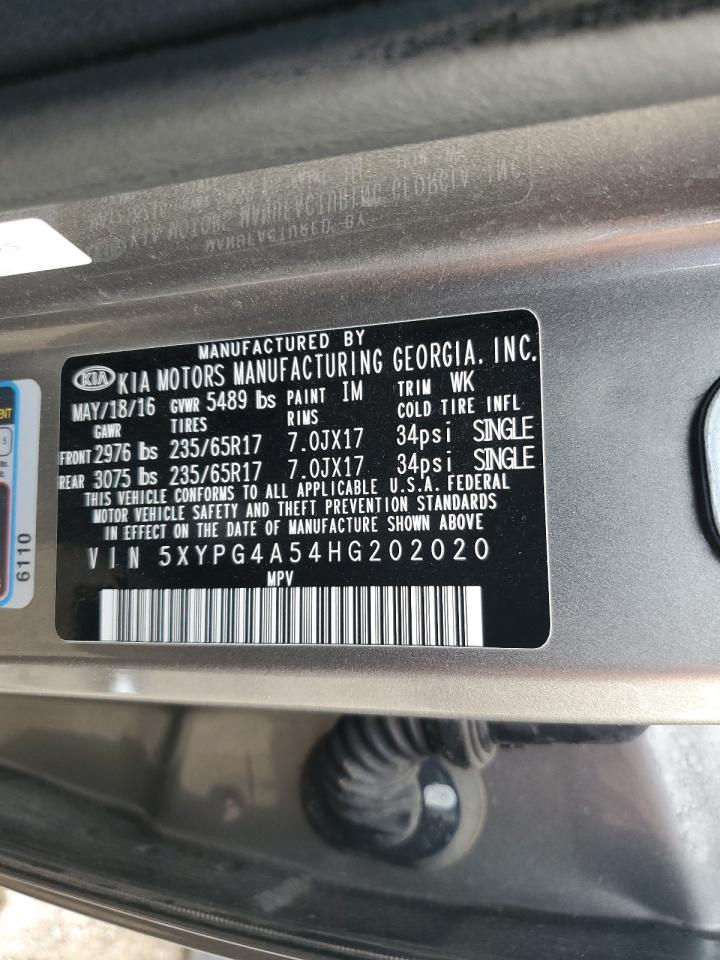 MANUFACTURED BY
KIA KIA MOTORS MANUFACTURING GEORGIA, INC.
MAY/18/16 GVWR 5489 lbs PAINT IM TRIM WK
GAWR TIRES RIMS COLD TIRE INFL
FRONT 2976 lbs 235/65R17 7.0JX17 34psi SINGLE
REAR 3075 lbs 235/65R17 7.0JX17 34psi SINGLE
THIS VEHICLE CONFORMS TO ALL APPLICABLE U.S.A. FEDERAL
MOTOR VEHICLE SAFETY AND THEFT PREVENTION STANDARDS
IN EFFECT ON THE DATE OF MANUFACTURE SHOWN ABOVE
VIN 5XYPG4A54HG202020
MPV
6110
5